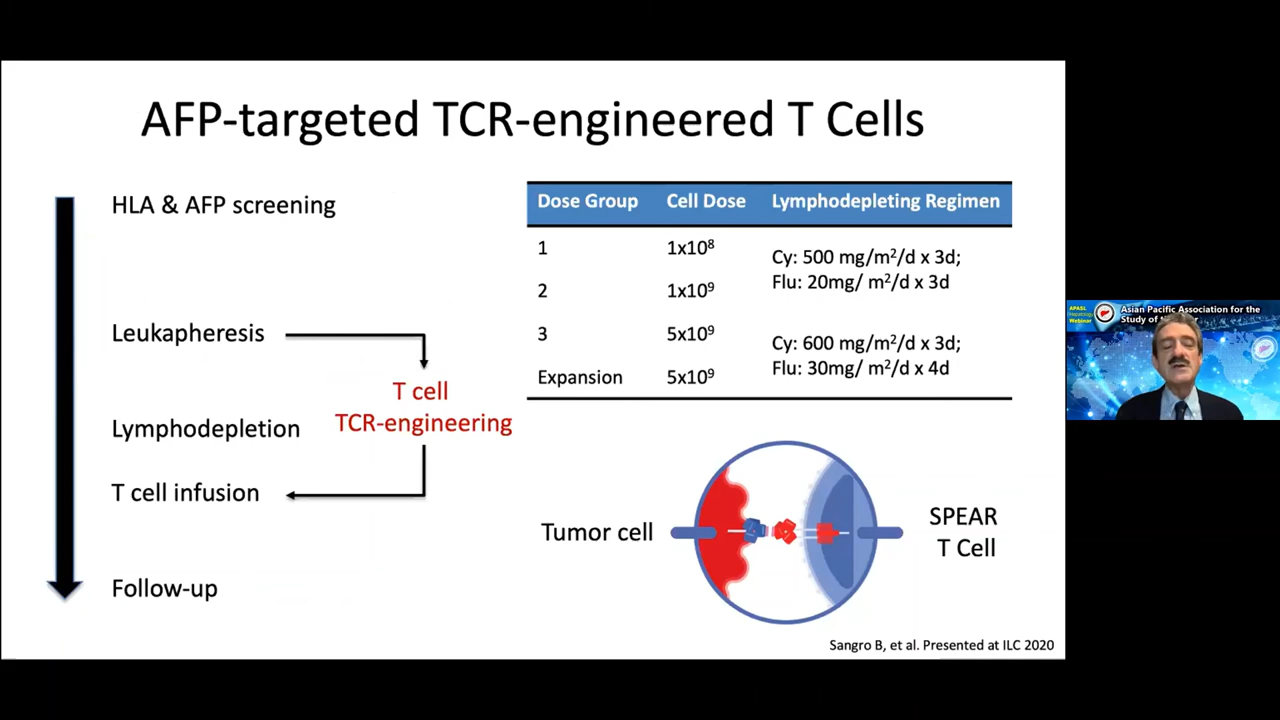 AFP-targeted TCR-engineered T Cells
HLA & AFP screening
Leukapheresis
T cell
TCR-engineering
Lymphodepletion
T cell infusion
Follow-up
Dose Group Cell Dose Lymphodepleting Regimen
1 1x10⁸
Cy: 500 mg/m²/d x 3d;
Flu: 20mg/ m²/d x 3d
2 1x10⁹
3 5x10⁹
Cy: 600 mg/m²/d x 3d;
Flu: 30mg/ m²/d x 4d
Expansion 5x10⁹
Tumor cell
SPEAR
T Cell
Sangro B, et al. Presented at ILC 2020
APASL
Hepatology
Webinar
Asian Pacific Association for the
Study of